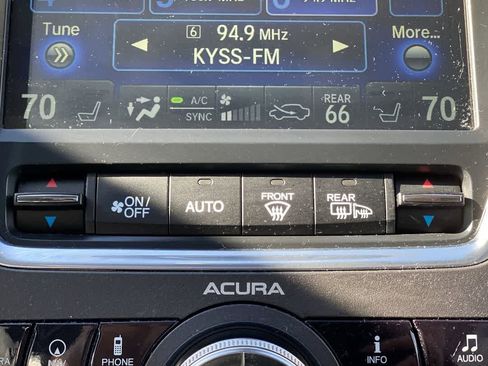 Tune
6 94.9 MHz
More...
KYSS-FM
70
A/C
SYNC
REAR
66
70
ON/
OFF
AUTO
FRONT
REAR
ACURA
NAV
PHONE
INFO
AUDIO